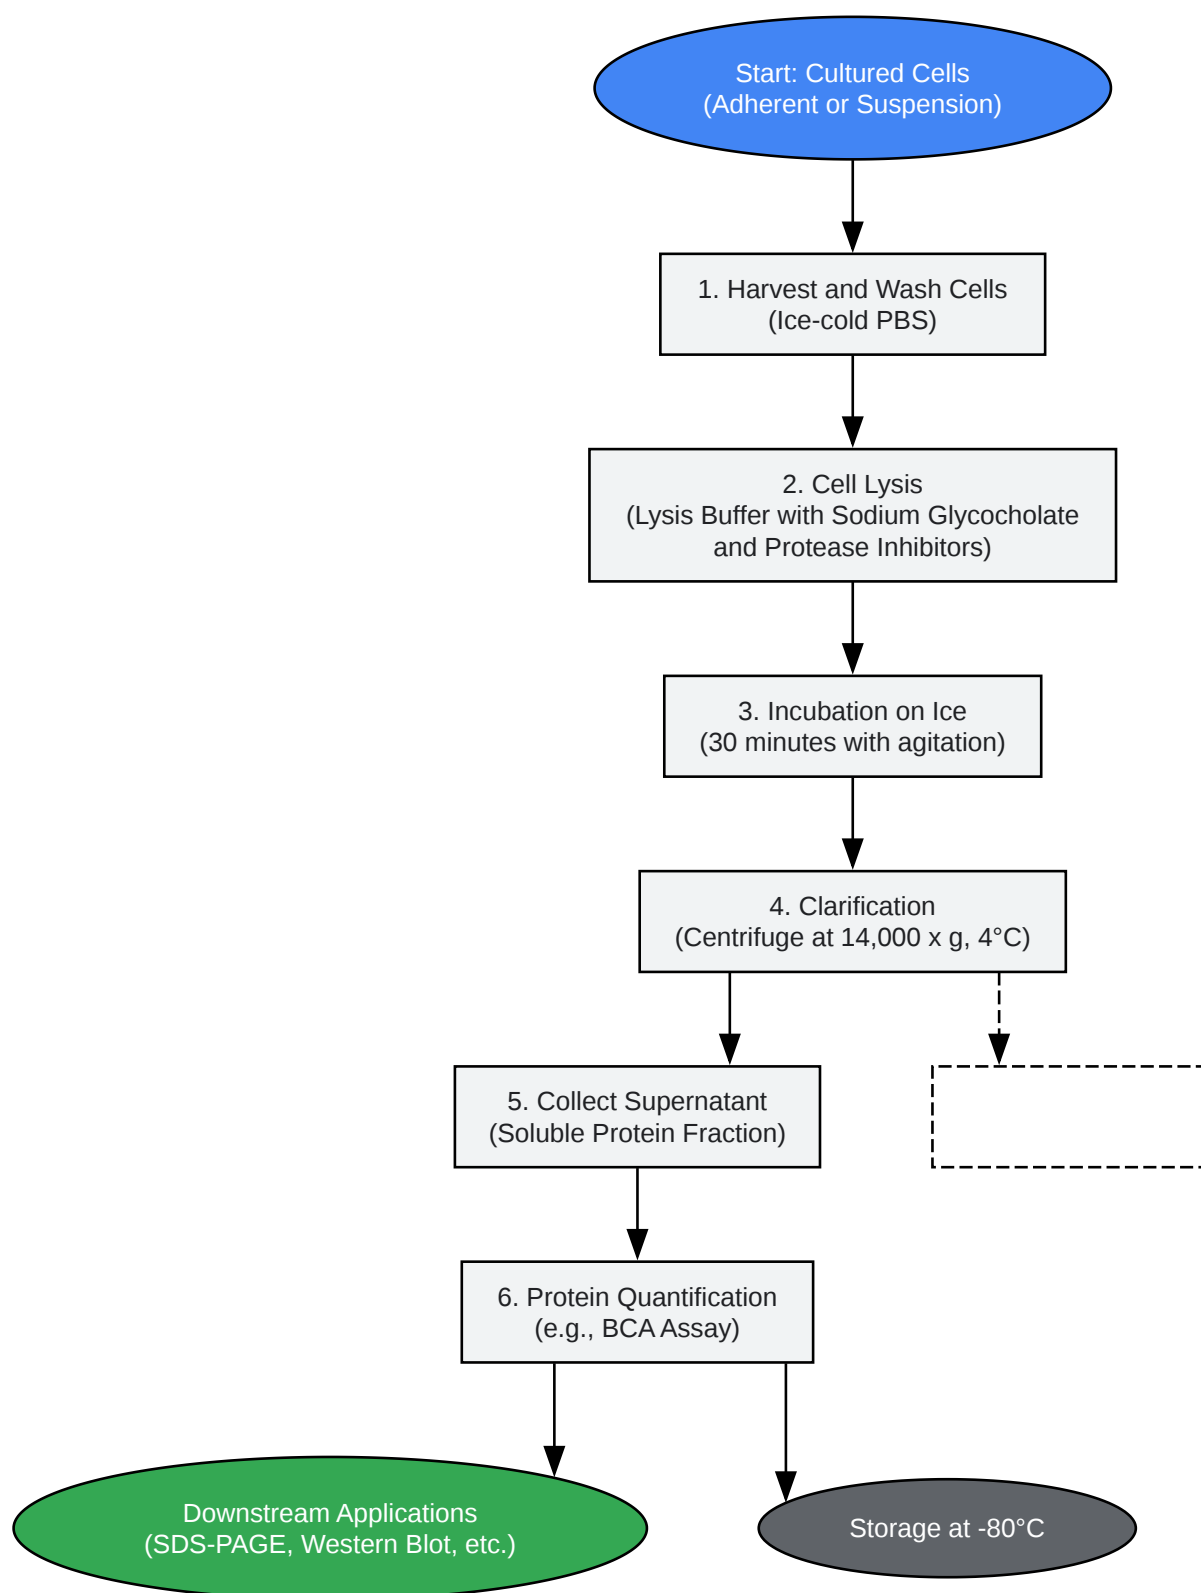 Start: Cultured Cells
(Adherent or Suspension)
1. Harvest and Wash Cells
(Ice-cold PBS)
2. Cell Lysis
(Lysis Buffer with Sodium Glycocholate
and Protease Inhibitors)
3. Incubation on Ice
(30 minutes with agitation)
4. Clarification
(Centrifuge at 14,000 x g, 4°C)
5. Collect Supernatant
(Soluble Protein Fraction)
6. Protein Quantification
(e.g., BCA Assay)
Downstream Applications
(SDS-PAGE, Western Blot, etc.)
Storage at -80°C